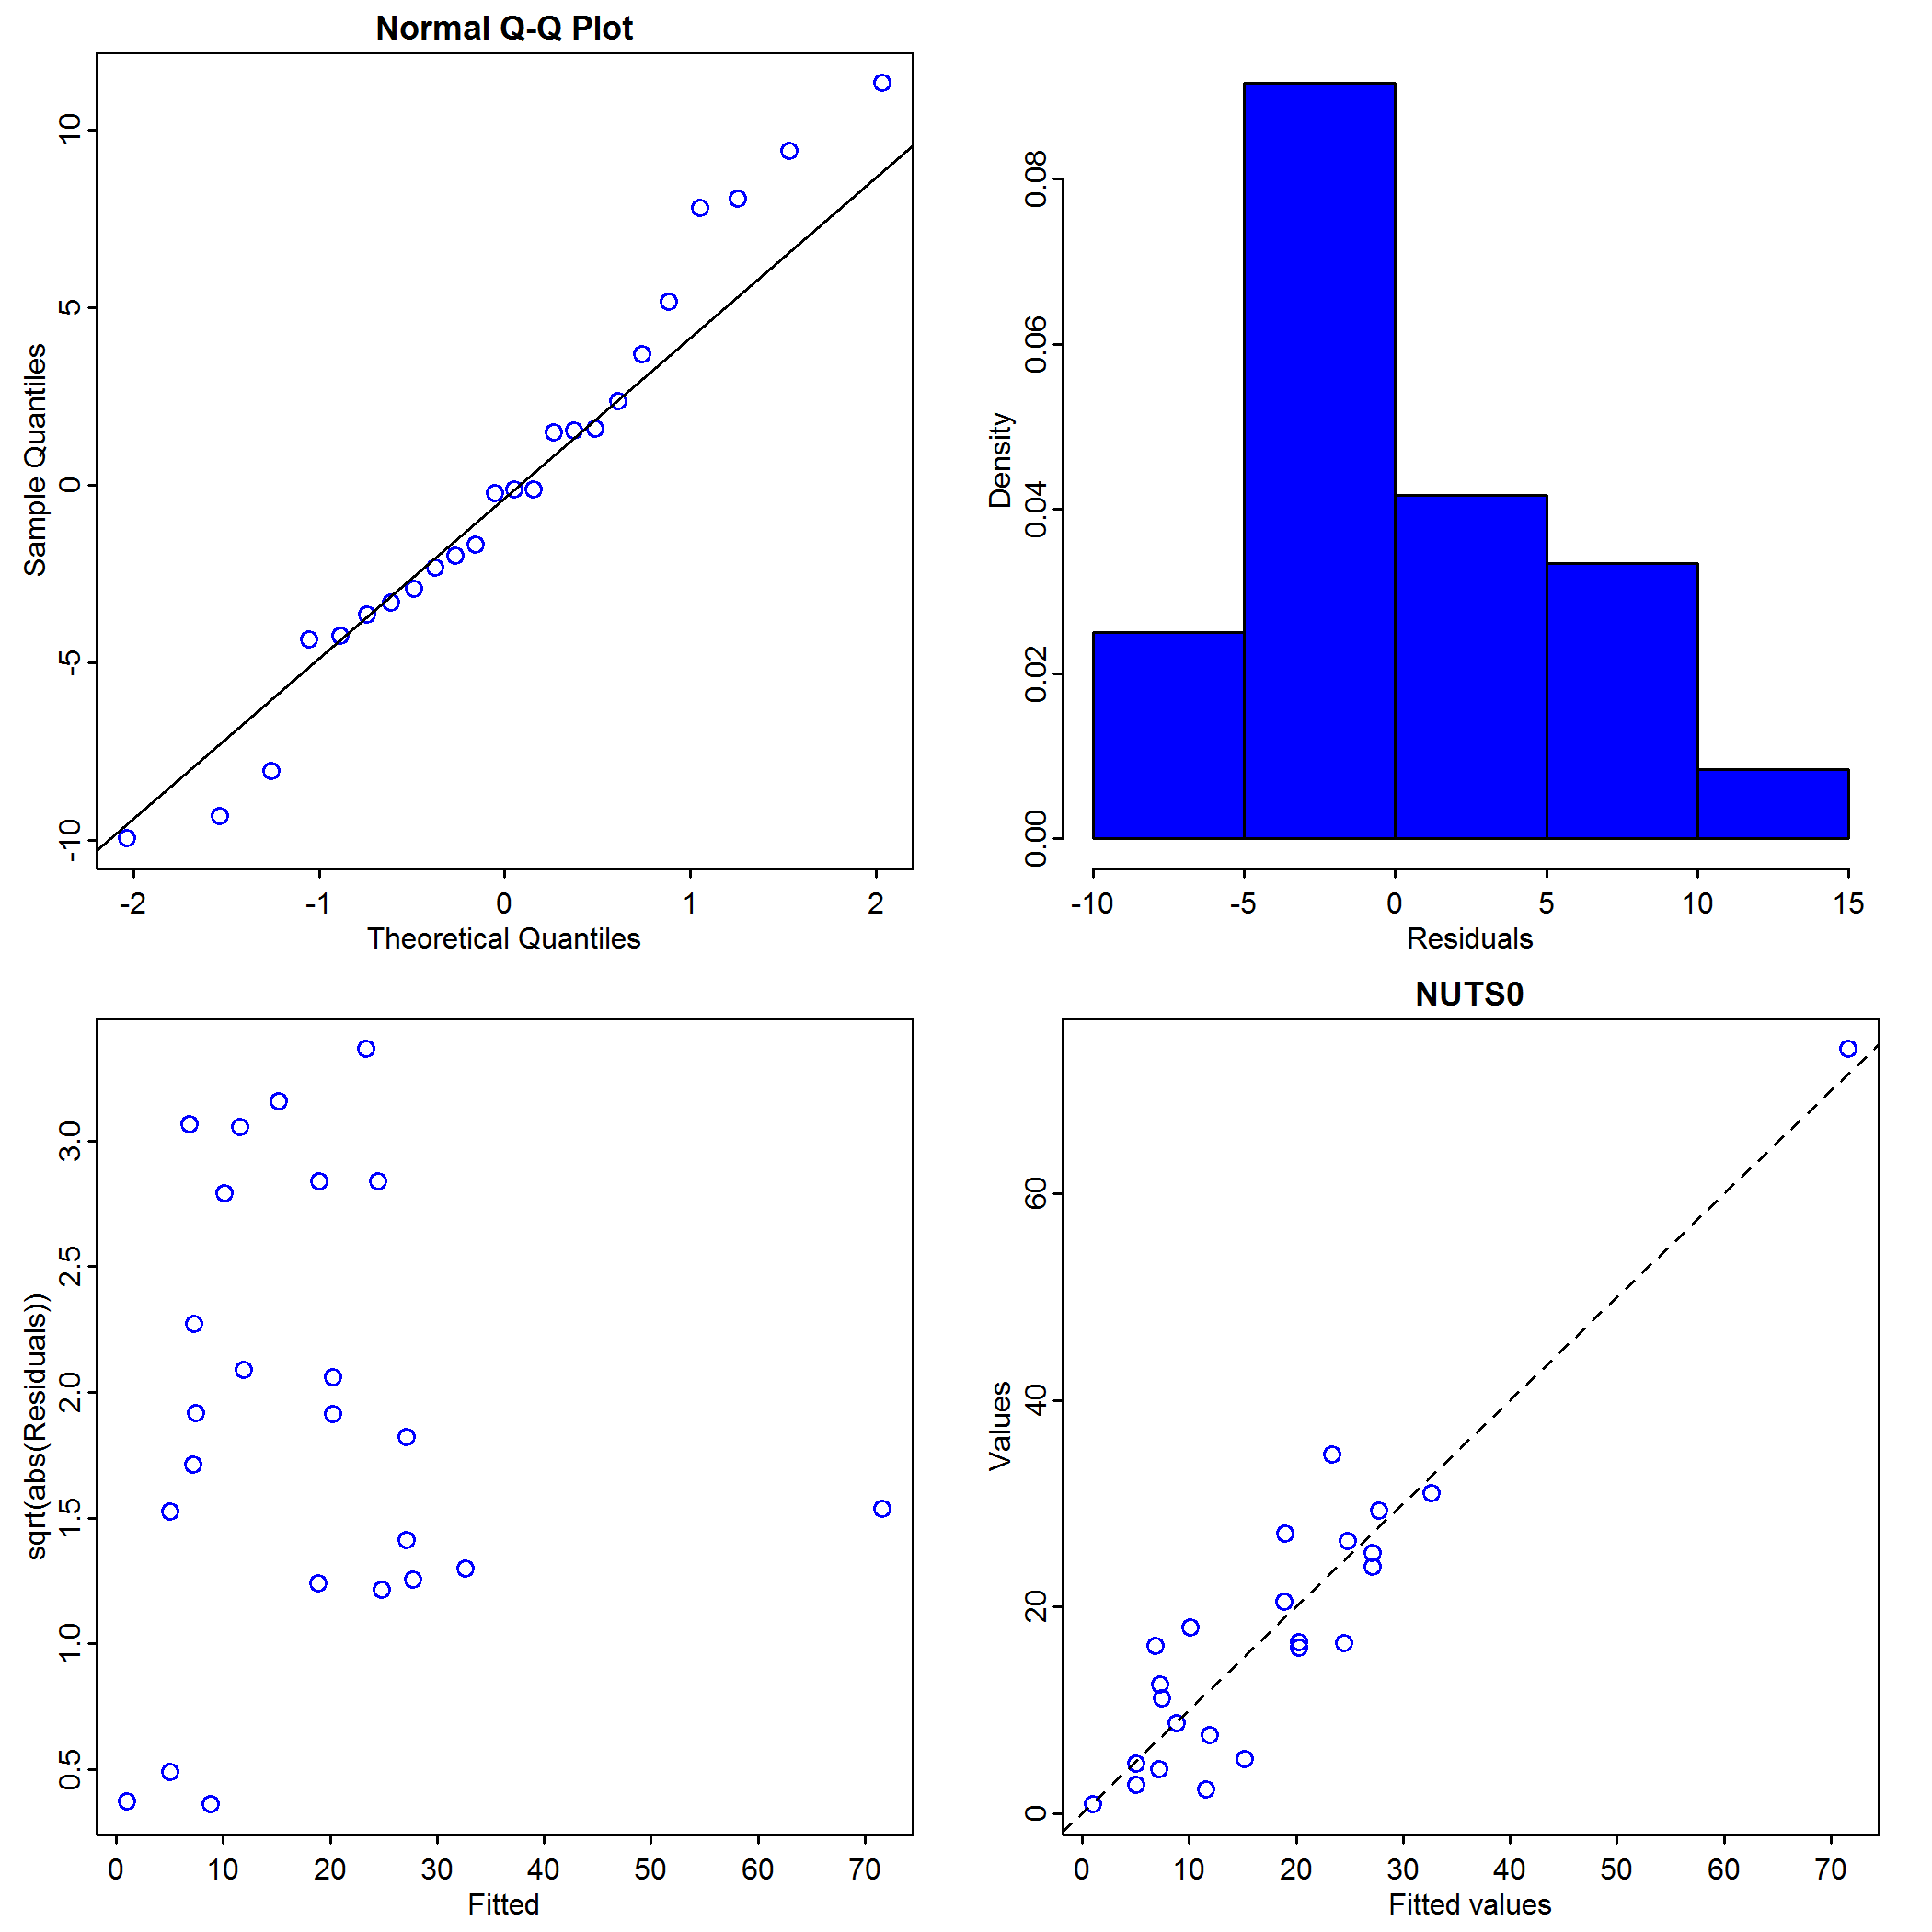 Normal Q-Q Plot
Sample Quantiles
10
5
0
-5
-10
-2 -1 0 1 2
Theoretical Quantiles
Density
0.08
0.06
0.04
0.02
0.00
-10 -5 0 5 10 15
Residuals
sqrt(abs(Residuals))
3.0
2.5
2.0
1.5
1.0
0.5
0 10 20 30 40 50 60 70
Fitted
NUTS0
Values
60
40
20
0
0 10 20 30 40 50 60 70
Fitted values